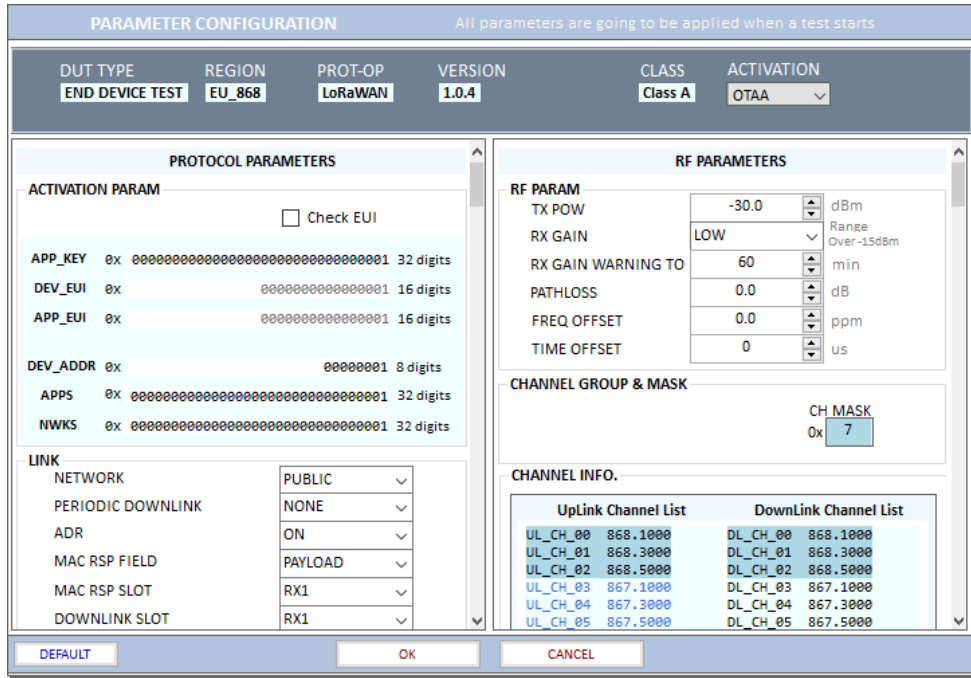 PARAMETER CONFIGURATION All parameters are going to be applied when a test starts
DUT TYPE REGION PROT-OP VERSION CLASS ACTIVATION
END DEVICE TEST EU_868 LoRaWAN 1.0.4 Class A OTAA
PROTOCOL PARAMETERS
ACTIVATION PARAM
Check EUI
APP_KEY 0x 00000000000000000000000000000001 32 digits
DEV_EUI 0x 0000000000000001 16 digits
APP_EUI 0x 0000000000000001 16 digits
DEV_ADDR 0x 00000001 8 digits
APPS 0x 00000000000000000000000000000001 32 digits
NWKS 0x 00000000000000000000000000000001 32 digits
LINK
NETWORK PUBLIC
PERIODIC DOWNLINK NONE
ADR ON
MAC RSP FIELD PAYLOAD
MAC RSP SLOT RX1
DOWNLINK SLOT RX1
RF PARAMETERS
RF PARAM
TX POW -30.0 dBm
RX GAIN LOW Range
Over -15dBm
RX GAIN WARNING TO 60 min
PATHLOSS 0.0 dB
FREQ OFFSET 0.0 ppm
TIME OFFSET 0 us
CHANNEL GROUP & MASK
CH MASK
0x 7
CHANNEL INFO.
UpLink Channel List DownLink Channel List
UL_CH_00 868.1000 DL_CH_00 868.1000
UL_CH_01 868.3000 DL_CH_01 868.3000
UL_CH_02 868.5000 DL_CH_02 868.5000
UL_CH_03 867.1000 DL_CH_03 867.1000
UL_CH_04 867.3000 DL_CH_04 867.3000
UL_CH_05 867.5000 DL_CH_05 867.5000
DEFAULT OK CANCEL